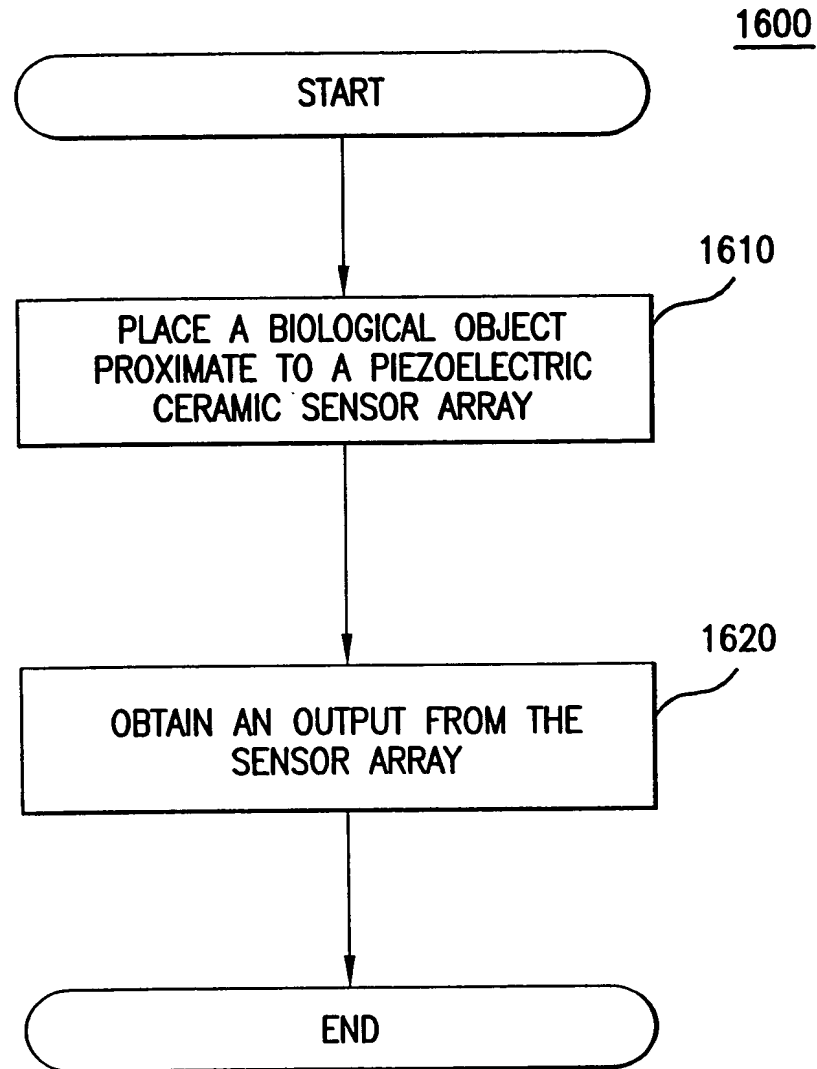 1600
START
1610
PLACE A BIOLOGICAL OBJECT
PROXIMATE TO A PIEZOELECTRIC
CERAMIC SENSOR ARRAY
1620
OBTAIN AN OUTPUT FROM THE
SENSOR ARRAY
END